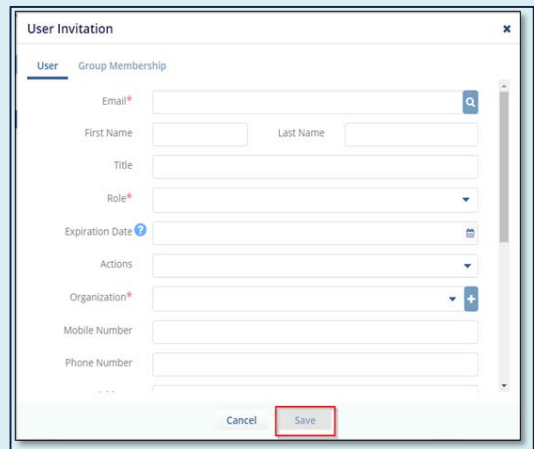 User Invitation x
User Group Membership
Email*
First Name Last Name
Title
Role*
Expiration Date ?
Actions
Organization* +
Mobile Number
Phone Number
Cancel Save